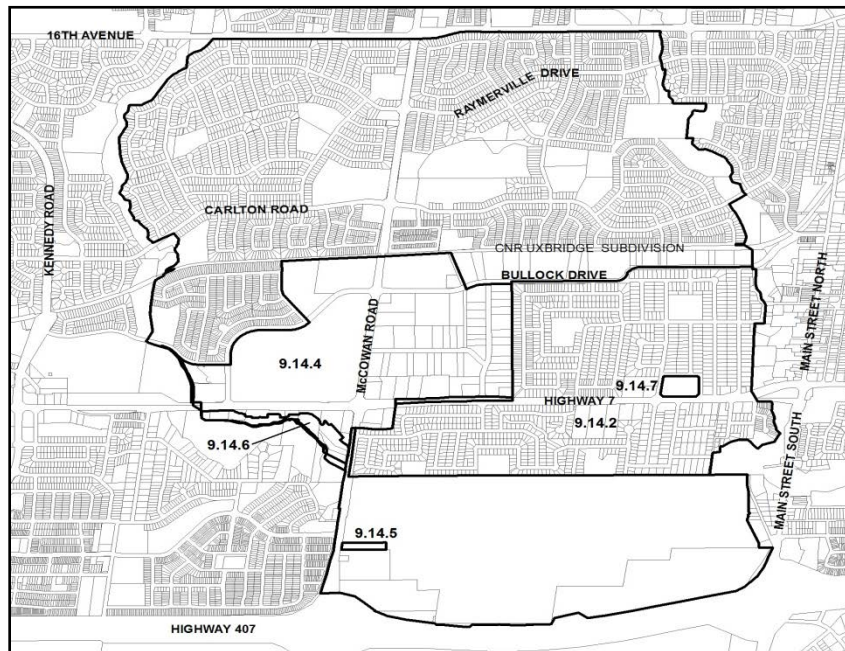 16TH AVENUE
RAYMERVILLE DRIVE
KENNEDY ROAD
CARLTON ROAD
CNR UXBRIDGE SUBDIVISION
BULLOCK DRIVE
MAIN STREET NORTH
McCOWAN ROAD
9.14.4
9.14.7
HIGHWAY 7
9.14.2
9.14.6
MAIN STREET SOUTH
9.14.5
HIGHWAY 407